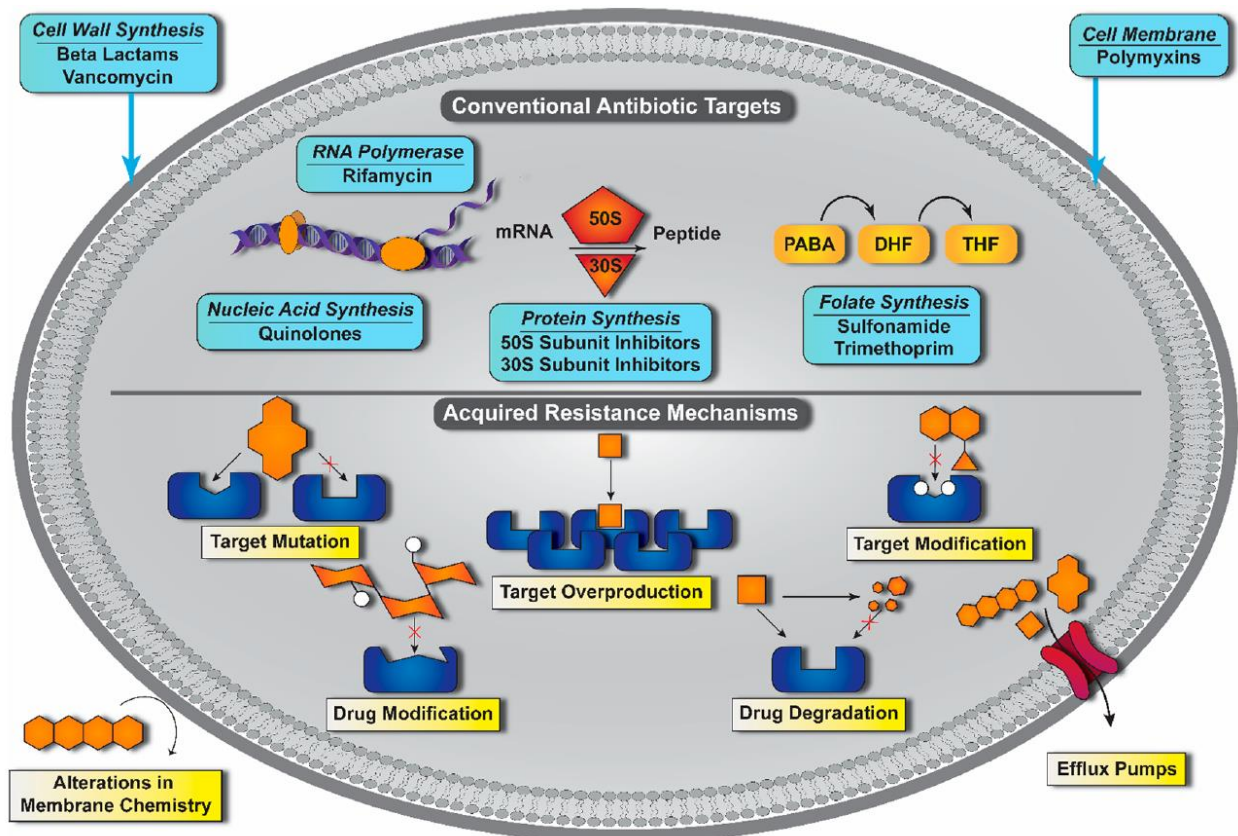 Cell Wall Synthesis
Beta Lactams
Vancomycin
Cell Membrane
Polymyxins
Conventional Antibiotic Targets
RNA Polymerase
Rifamycin
mRNA
50S
30S
Peptide
PABA
DHF
THF
Nucleic Acid Synthesis
Quinolones
Protein Synthesis
50S Subunit Inhibitors
30S Subunit Inhibitors
Folate Synthesis
Sulfonamide
Trimethoprim
Acquired Resistance Mechanisms
Target Mutation
Target Overproduction
Target Modification
Drug Modification
Drug Degradation
Alterations in
Membrane Chemistry
Efflux Pumps